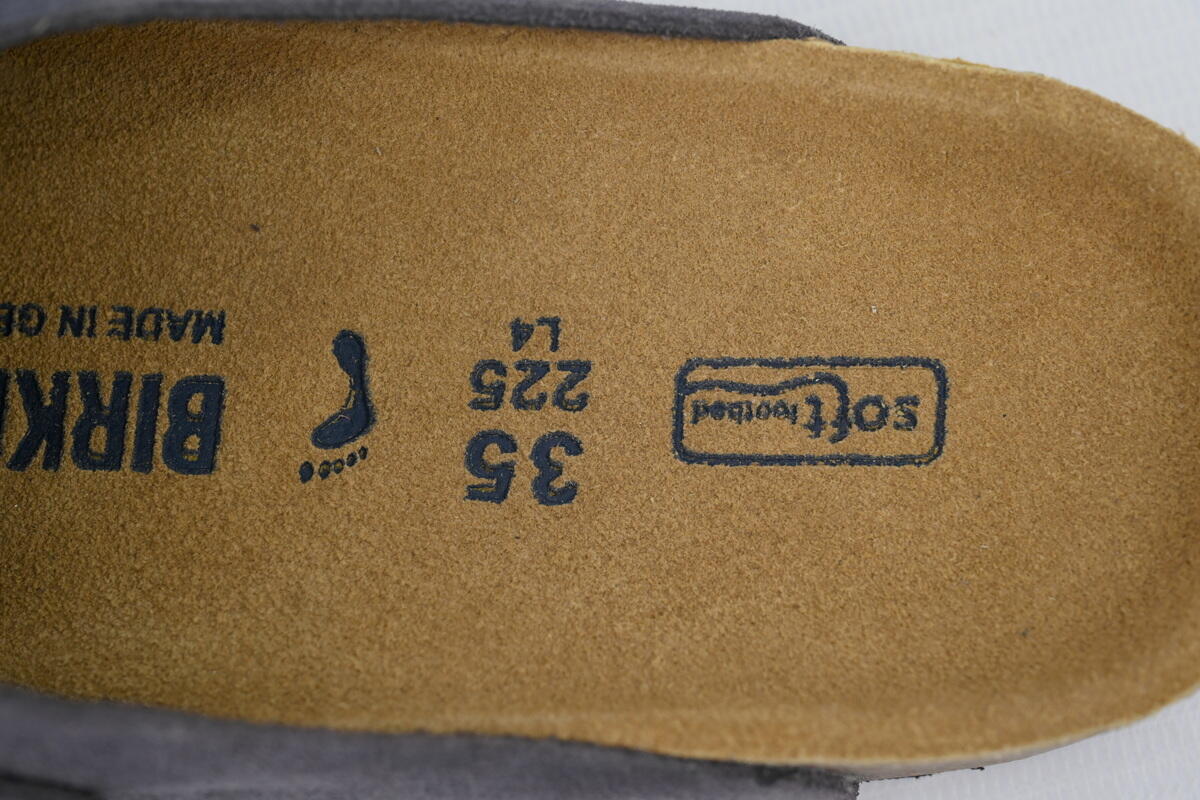 soft footbed
35
225
L4
BIRK
MADE IN GE